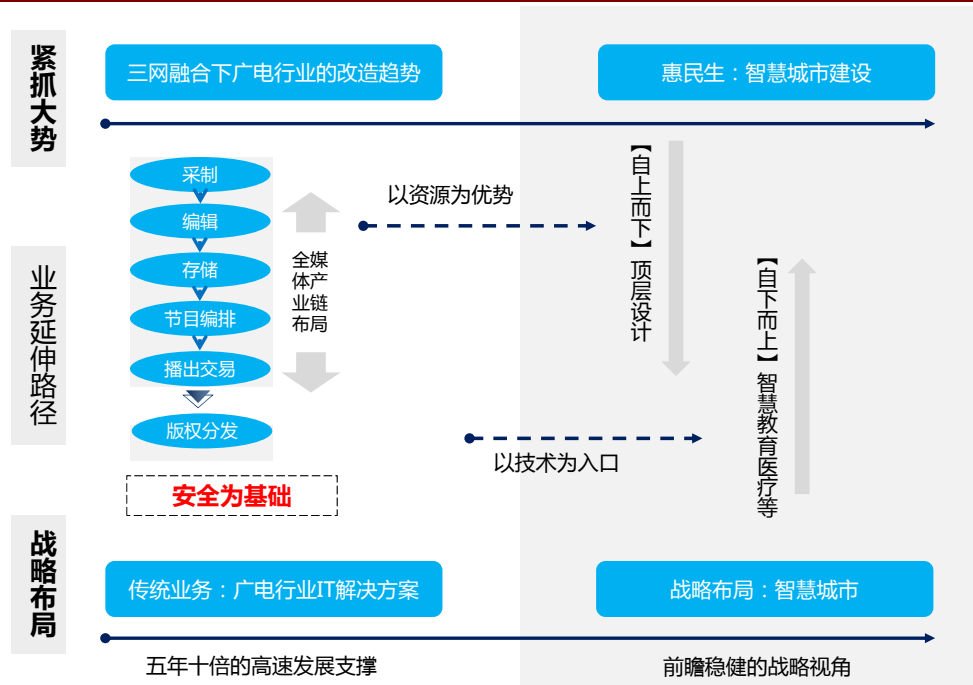 紧抓大势
三网融合下广电行业的改造趋势
惠民生：智慧城市建设
业务延伸路径
采制
编辑
存储
节目编排
播出交易
版权分发
安全为基础
全媒
体产
业链
布局
以资源为优势
以技术为入口
【自上而下】顶层设计
【自下而上】智慧教育医疗等
战略布局
传统业务：广电行业IT解决方案
战略布局：智慧城市
五年十倍的高速发展支撑
前瞻稳健的战略视角